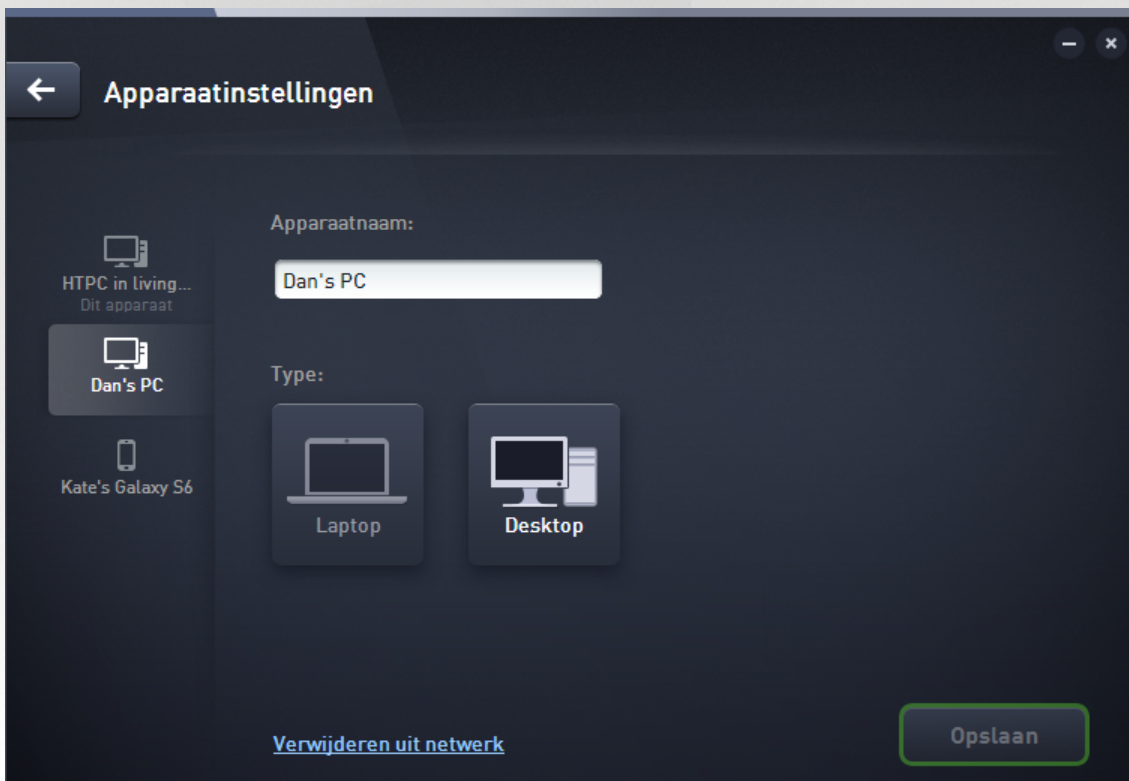 Apparaatinstellingen
HTPC in living...
Dit apparaat
Dan's PC
Kate's Galaxy S6
Apparaatnaam:
Dan's PC
Type:
Laptop
Desktop
Verwijderen uit netwerk
Opslaan